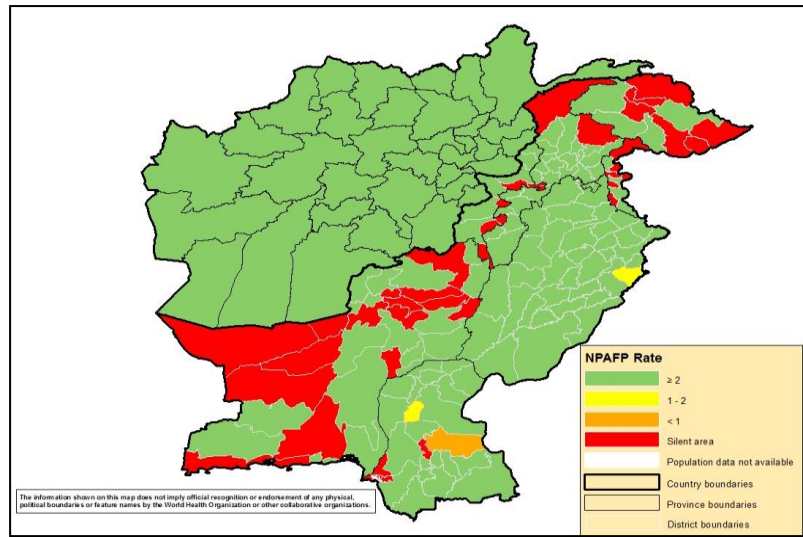 NPAFP Rate
≥ 2
1 - 2
< 1
Silent area
Population data not available
Country boundaries
Province boundaries
District boundaries
The information shown on this map does not imply official recognition or endorsement of any physical,
political boundaries or feature names by the World Health Organization or other collaborative organizations.